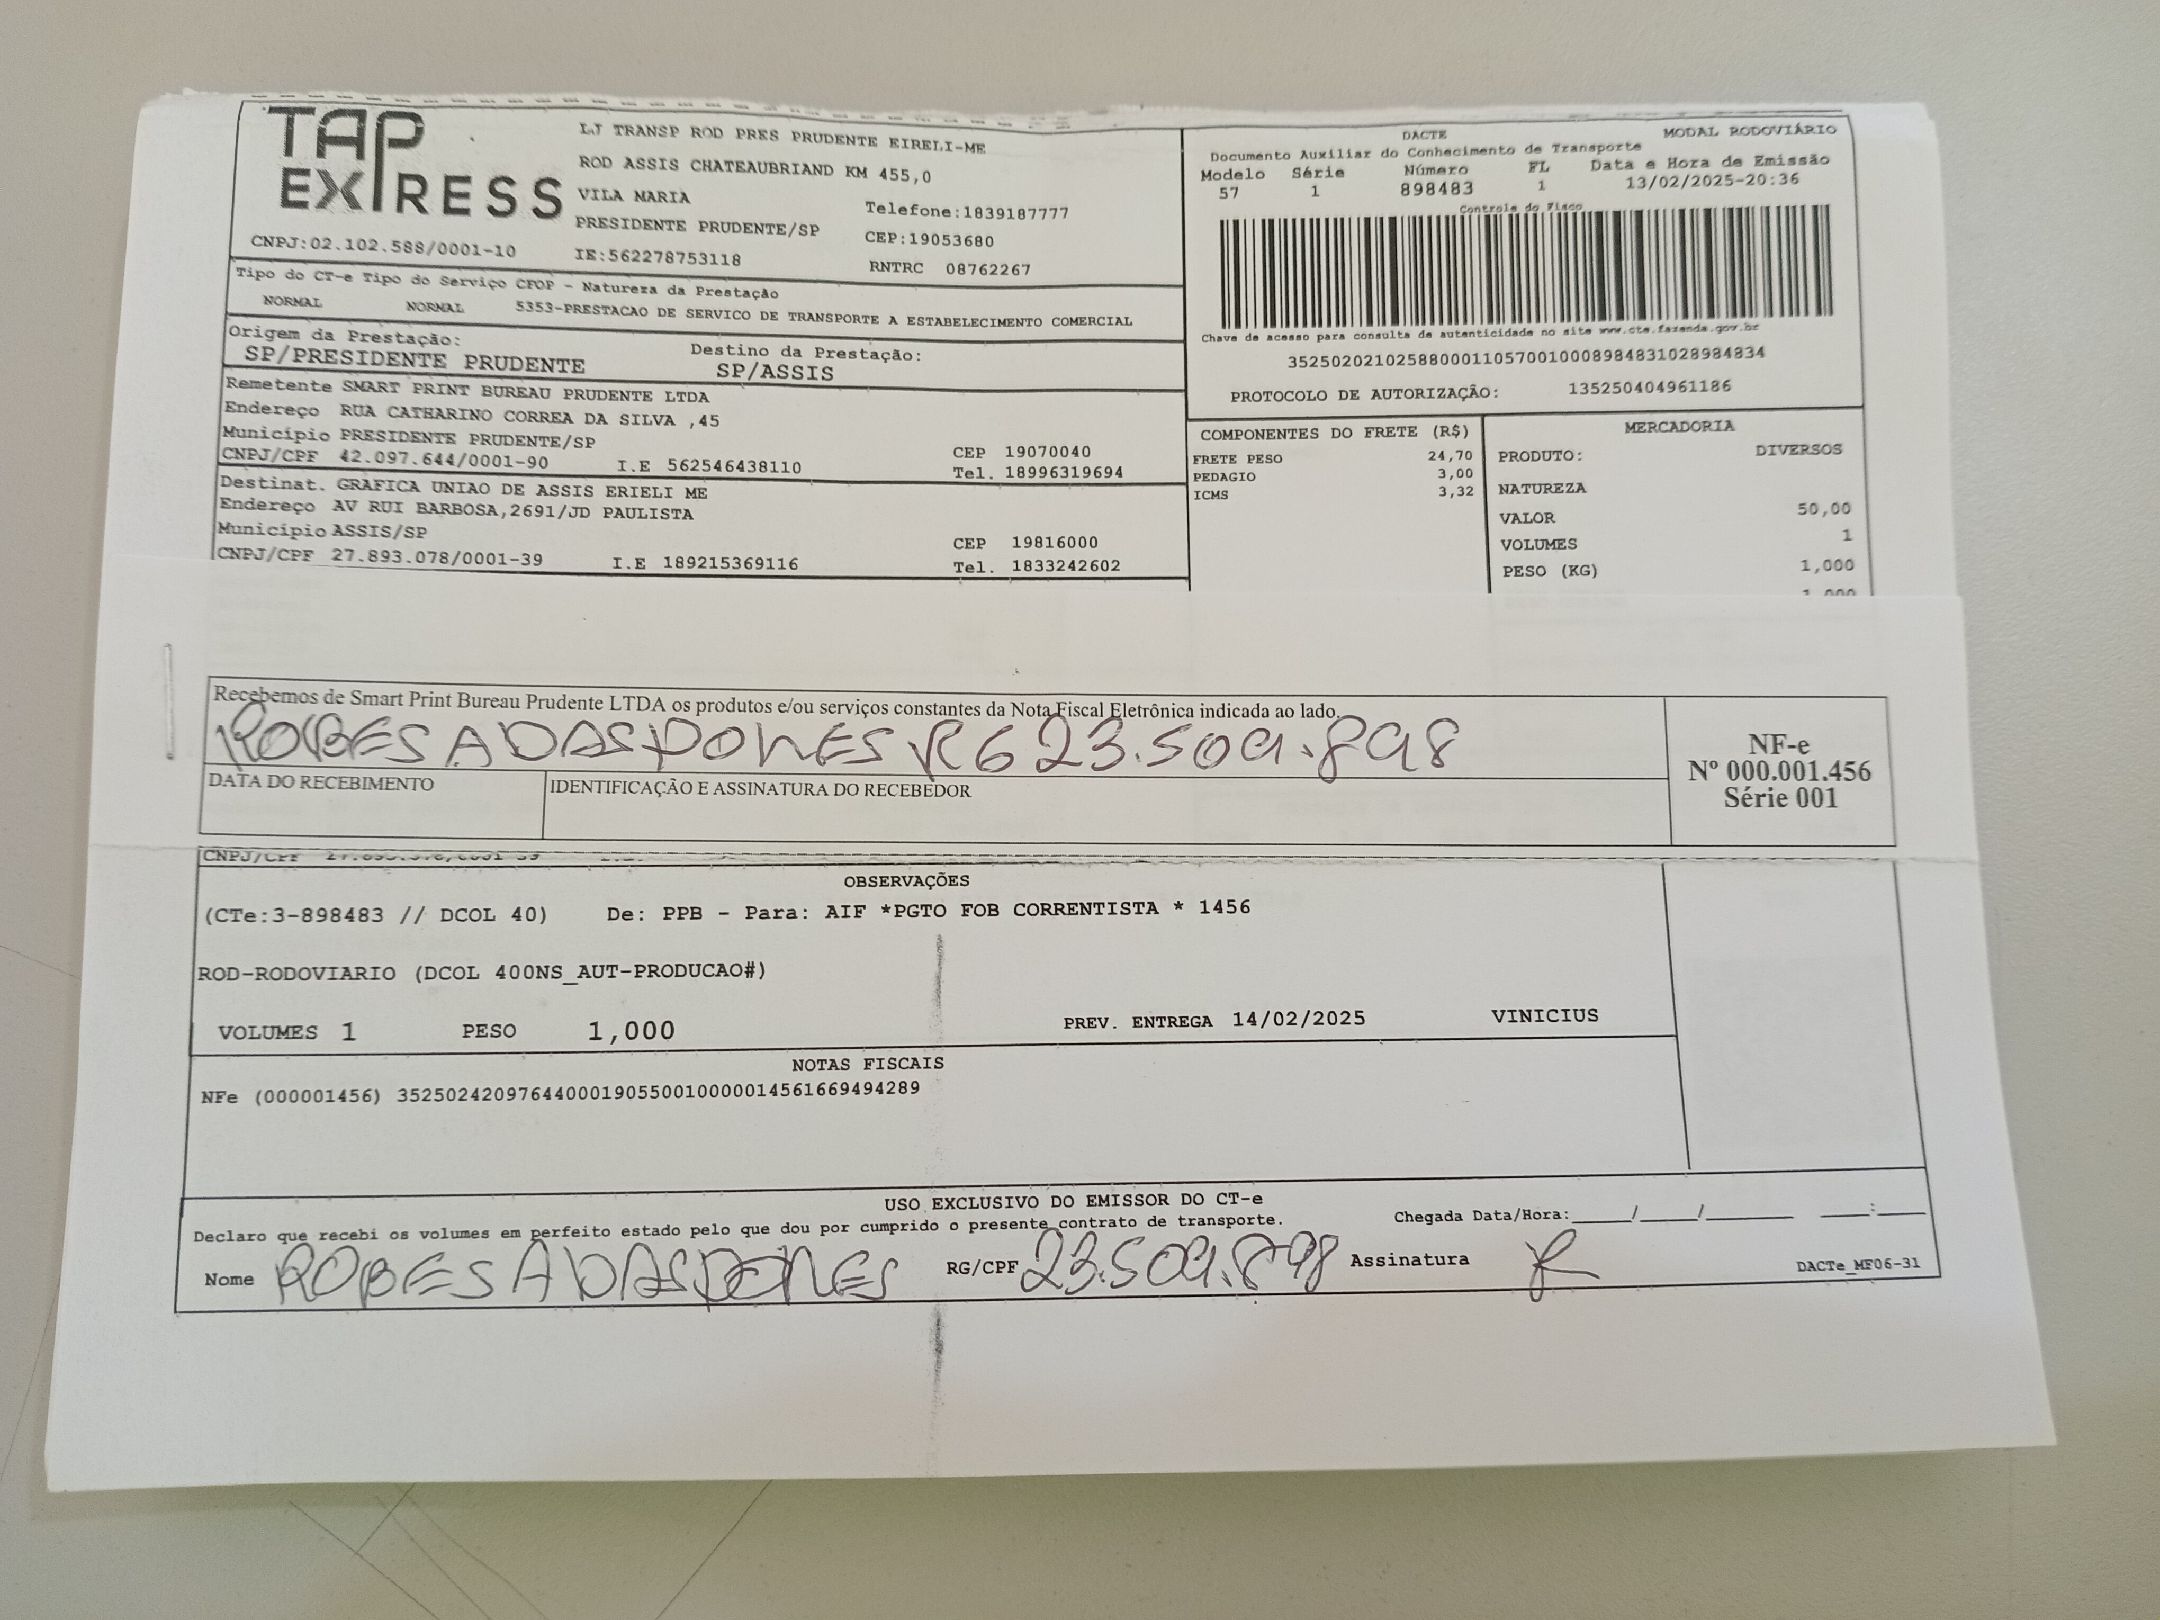 TAP EXPRESS
LJ TRANSP ROD PRES PRUDENTE EIRELI-ME
ROD ASSIS CHATEAUBRIAND KM 455,0
VILA MARIA
Telefone:1839187777
PRESIDENTE PRUDENTE/SP
CEP:19053680
CNPJ:02.102.588/0001-10
IE:562278753118
RNTRC 08762267
DACTE
MODAL RODOVIÁRIO
Documento Auxiliar do Conhecimento de Transporte
Modelo Série Número FL Data e Hora de Emissão
57 1 898483 1 13/02/2025-20:36
Controle do Fisco
Chave de acesso para consulta de autenticidade no site www.cte.fazenda.gov.br
35250202102588000110570010008984831028984834
PROTOCOLO DE AUTORIZAÇÃO: 135250404961186
Tipo do CT-e Tipo do Serviço CFOP - Natureza da Prestação
NORMAL NORMAL 5353-PRESTACAO DE SERVICO DE TRANSPORTE A ESTABELECIMENTO COMERCIAL
Origem da Prestação:
SP/PRESIDENTE PRUDENTE
Destino da Prestação:
SP/ASSIS
Remetente SMART PRINT BUREAU PRUDENTE LTDA
Endereço RUA CATHARINO CORREA DA SILVA ,45
Município PRESIDENTE PRUDENTE/SP
CEP 19070040
CNPJ/CPF 42.097.644/0001-90 I.E 562546438110 Tel. 18996319694
Destinat. GRAFICA UNIAO DE ASSIS ERIELI ME
Endereço AV RUI BARBOSA,2691/JD PAULISTA
Município ASSIS/SP
CEP 19816000
CNPJ/CPF 27.893.078/0001-39 I.E 189215369116 Tel. 1833242602
COMPONENTES DO FRETE (R$)
FRETE PESO 24,70
PEDAGIO 3,00
ICMS 3,32
MERCADORIA
PRODUTO: DIVERSOS
NATUREZA
VALOR 50,00
VOLUMES 1
PESO (KG) 1,000
1,000
Recebemos de Smart Print Bureau Prudente LTDA os produtos e/ou serviços constantes da Nota Fiscal Eletrônica indicada ao lado.
ROBES ADASPONES RG 23.509.898
DATA DO RECEBIMENTO
IDENTIFICAÇÃO E ASSINATURA DO RECEBEDOR
NF-e
Nº 000.001.456
Série 001
CNPJ/CPF
OBSERVAÇÕES
(CTe:3-898483 // DCOL 40) De: PPB - Para: AIF *PGTO FOB CORRENTISTA * 1456
ROD-RODOVIARIO (DCOL 400NS_AUT-PRODUCAO#)
VOLUMES 1 PESO 1,000 PREV. ENTREGA 14/02/2025 VINICIUS
NOTAS FISCAIS
NFe (000001456) 35250242097644000190550010000014561669494289
USO EXCLUSIVO DO EMISSOR DO CT-e
Declaro que recebi os volumes em perfeito estado pelo que dou por cumprido o presente contrato de transporte.
Chegada Data/Hora:____/____/______ ___:___
Nome ROBES ADASPONES RG/CPF 23.509.898 Assinatura R
DACTe_MF06-31